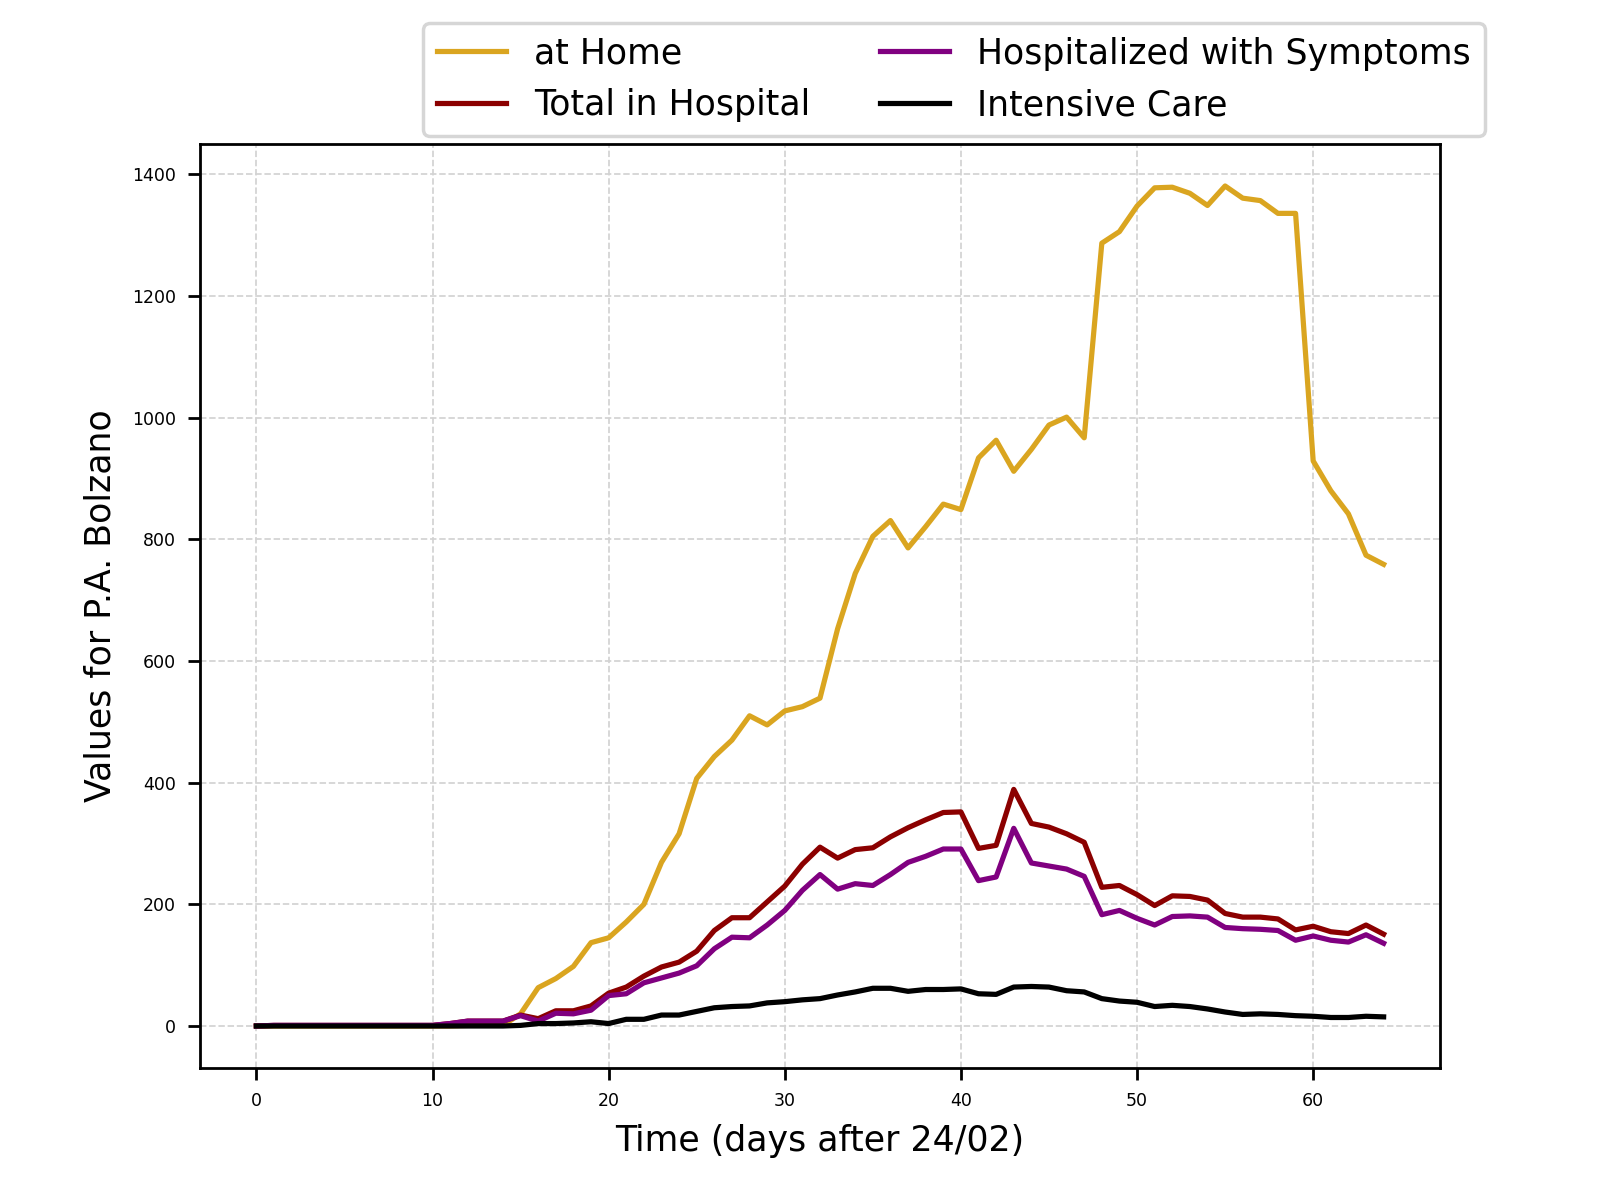 at Home
Total in Hospital
Hospitalized with Symptoms
Intensive Care
1400
1200
1000
800
600
400
200
0
Values for P.A. Bolzano
0 10 20 30 40 50 60
Time (days after 24/02)